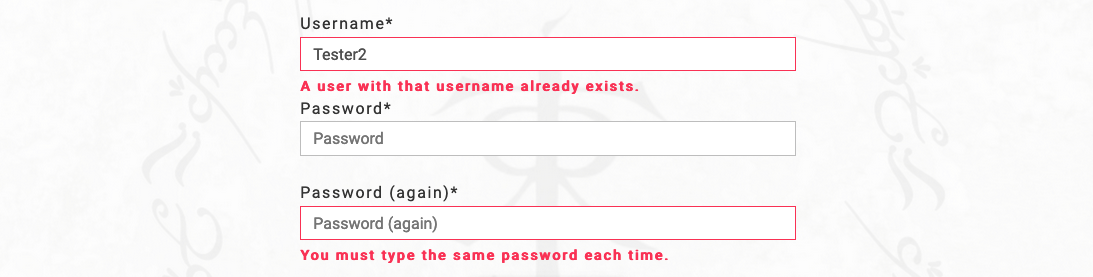 Username*
Tester2
A user with that username already exists.
Password*
Password
Password (again)*
Password (again)
You must type the same password each time.